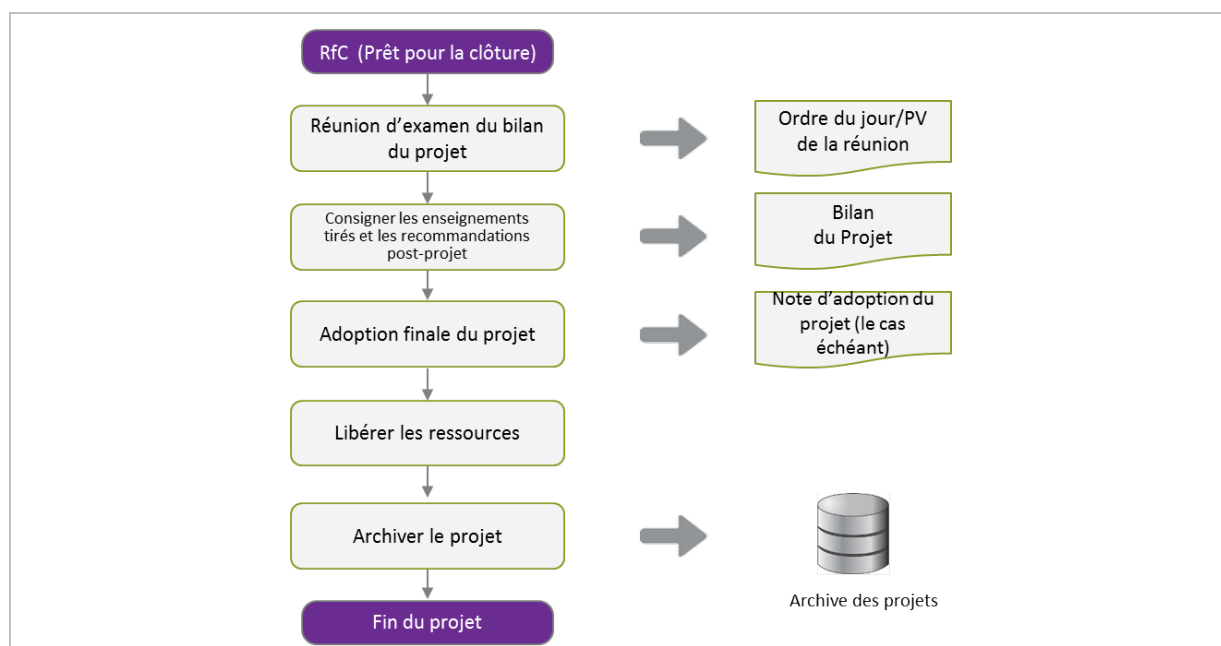 RfC (Prêt pour la clôture)
Réunion d'examen du bilan
du projet
Ordre du jour/PV
de la réunion
Consigner les enseignements
tirés et les recommandations
post-projet
Bilan
du Projet
Adoption finale du projet
Note d'adoption du
projet (le cas
échéant)
Libérer les ressources
Archiver le projet
Archive des projets
Fin du projet